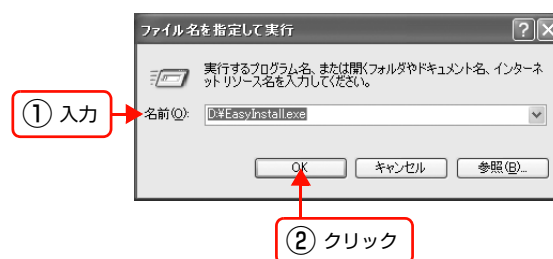 ファイル名を指定して実行
実行するプログラム名、または開くフォルダやドキュメント名、インターネ
ットリソース名を入力してください。
① 入力
名前(O):
D:¥EasyInstall.exe
OK
キャンセル
参照(B)...
② クリック